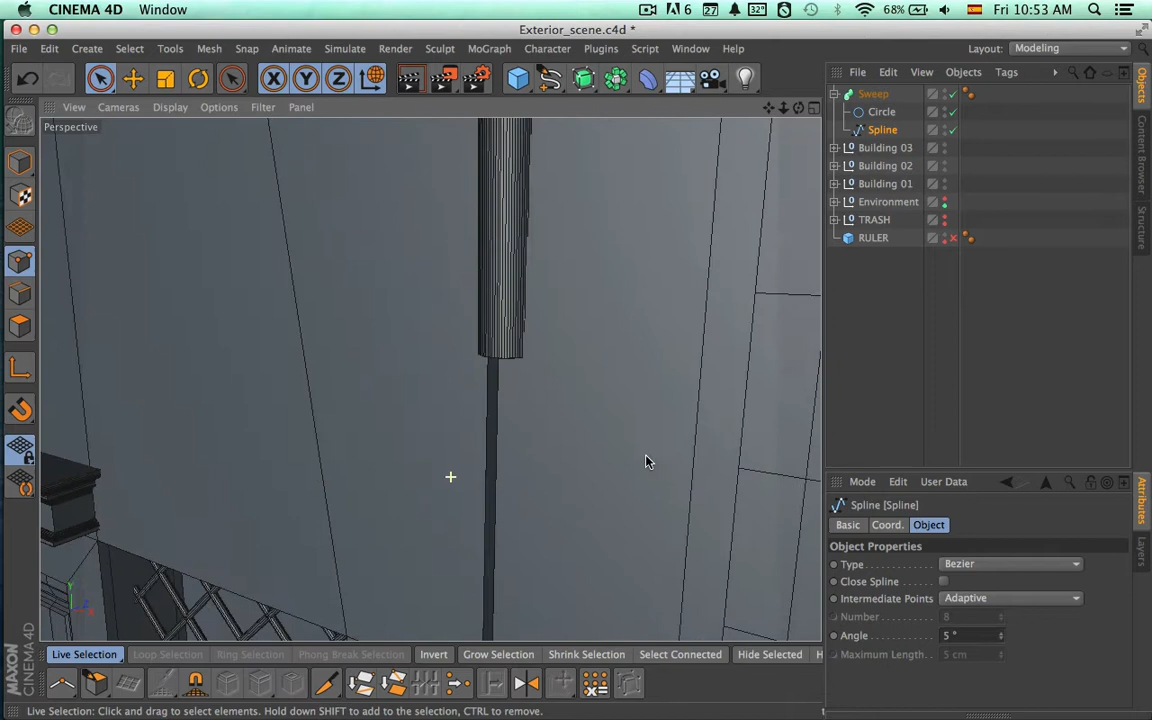 CINEMA 4D Window 6 27 32° 68% Fri 10:53 AM
Exterior_scene.c4d *
File Edit Create Select Tools Mesh Snap Animate Simulate Render Sculpt MoGraph Character Plugins Script Window Help Layout: Modeling
X Y Z File Edit View Objects Tags
View Cameras Display Options Filter Panel
Perspective
Sweep
Circle
Spline
Building 03
Building 02
Building 01
Environment
TRASH
RULER
Objects
Content Browser
Structure
Mode Edit User Data
Spline [Spline]
Basic Coord. Object
Object Properties
Type Bezier
Close Spline
Intermediate Points Adaptive
Number 8
Angle 5 °
Maximum Length. 5 cm
Attributes
Layers
Y Z X
Live Selection Loop Selection Ring Selection Phong Break Selection Invert Grow Selection Shrink Selection Select Connected Hide Selected H
MAXON CINEMA 4D
Live Selection: Click and drag to select elements. Hold down SHIFT to add to the selection, CTRL to remove.